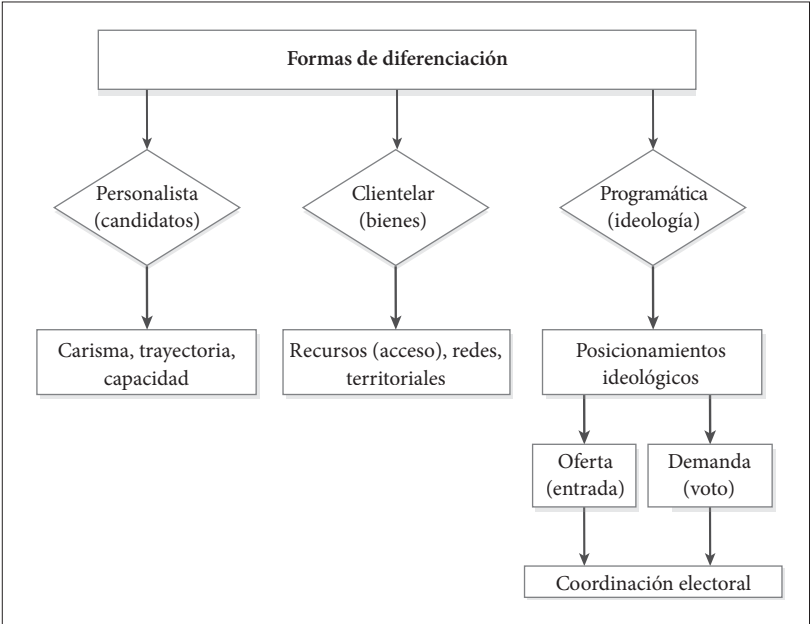 Formas de diferenciación
Personalista
(candidatos)
Clientelar
(bienes)
Programática
(ideología)
Carisma, trayectoria,
capacidad
Recursos (acceso), redes,
territoriales
Posicionamientos
ideológicos
Oferta
(entrada)
Demanda
(voto)
Coordinación electoral